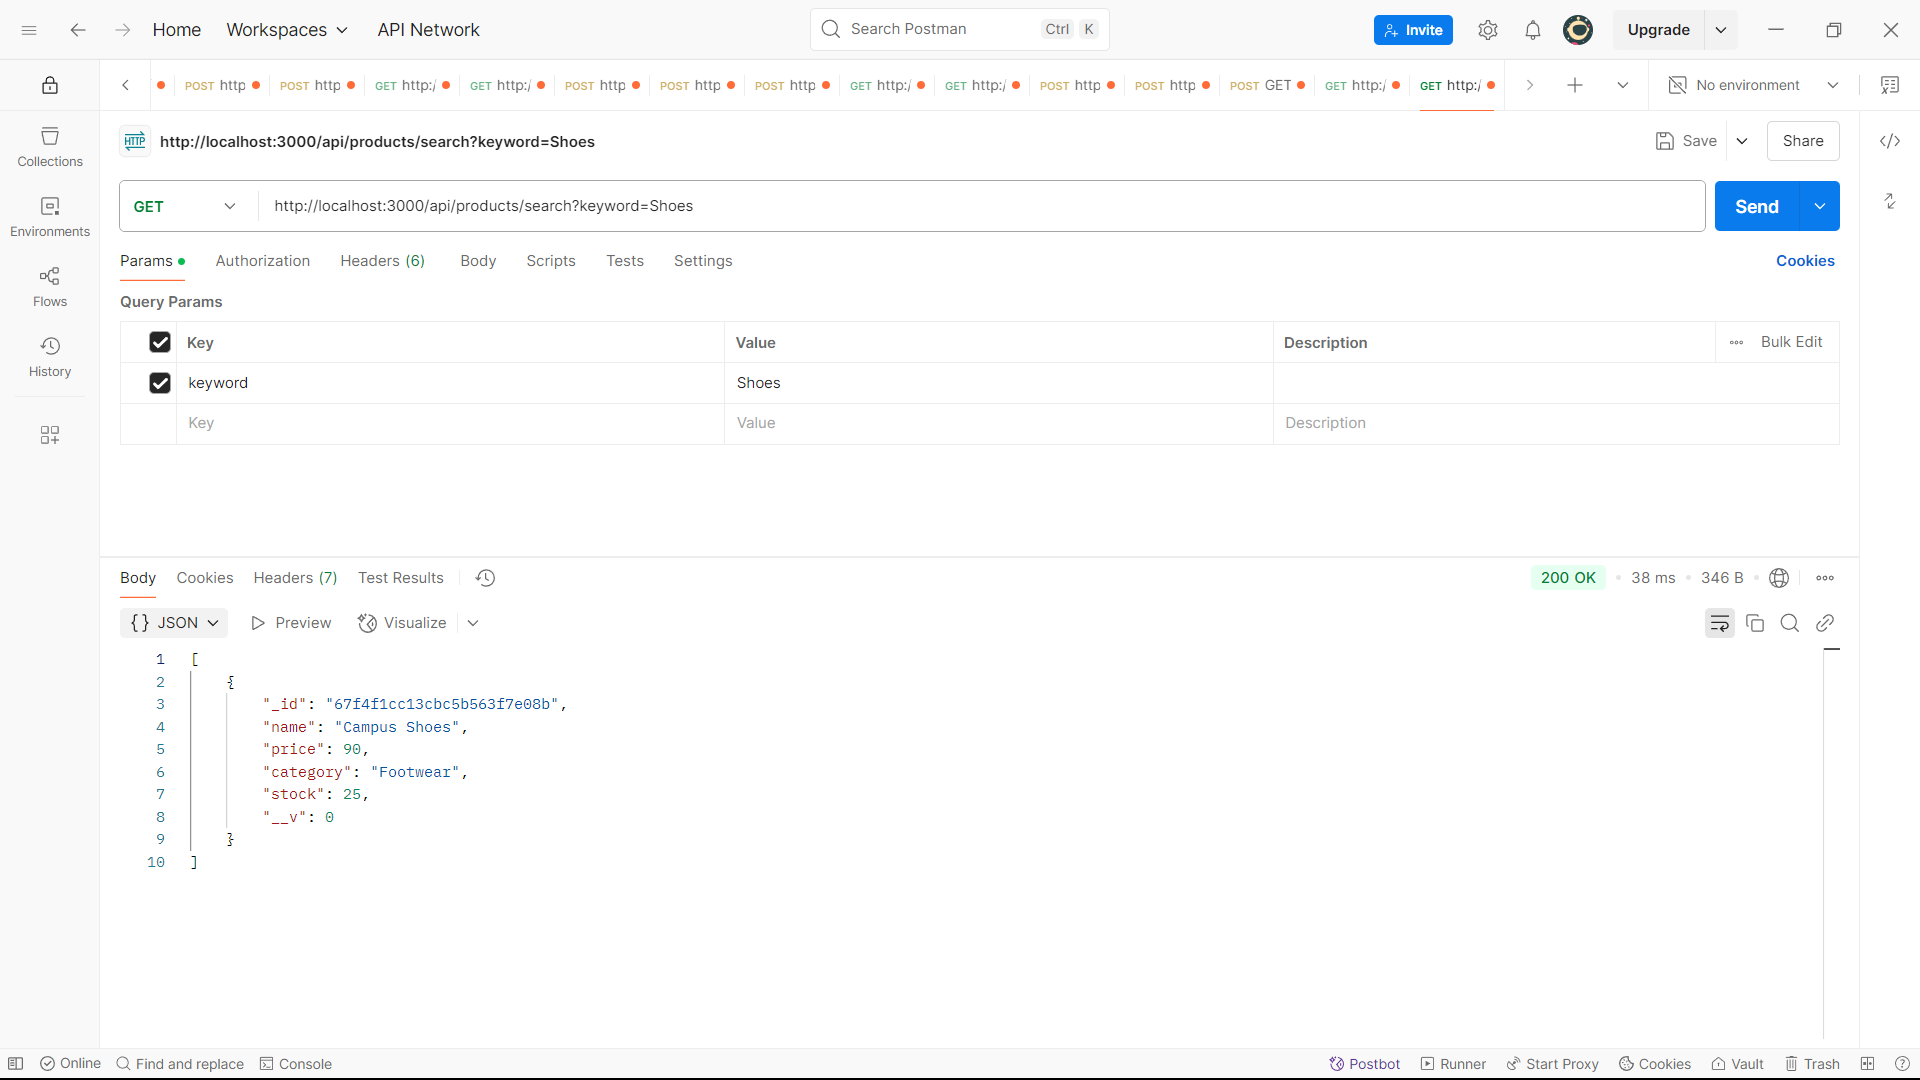 Home Workspaces API Network Search Postman Ctrl K Invite Upgrade
POST http POST http GET http:/ GET http:/ POST http POST http POST http GET http:/ GET http:/ POST http POST http POST GET GET http:/ GET http:/ No environment
HTTP http://localhost:3000/api/products/search?keyword=Shoes Save Share
GET http://localhost:3000/api/products/search?keyword=Shoes Send
Params Authorization Headers (6) Body Scripts Tests Settings Cookies
Query Params
Key Value Description Bulk Edit
keyword Shoes
Key Value Description
Collections
Environments
Flows
History
Body Cookies Headers (7) Test Results 200 OK 38 ms 346 B
{} JSON Preview Visualize
1 [
2 {
3 "_id": "67f4f1cc13cbc5b563f7e08b",
4 "name": "Campus Shoes",
5 "price": 90,
6 "category": "Footwear",
7 "stock": 25,
8 "__v": 0
9 }
10 ]
Online Find and replace Console Postbot Runner Start Proxy Cookies Vault Trash